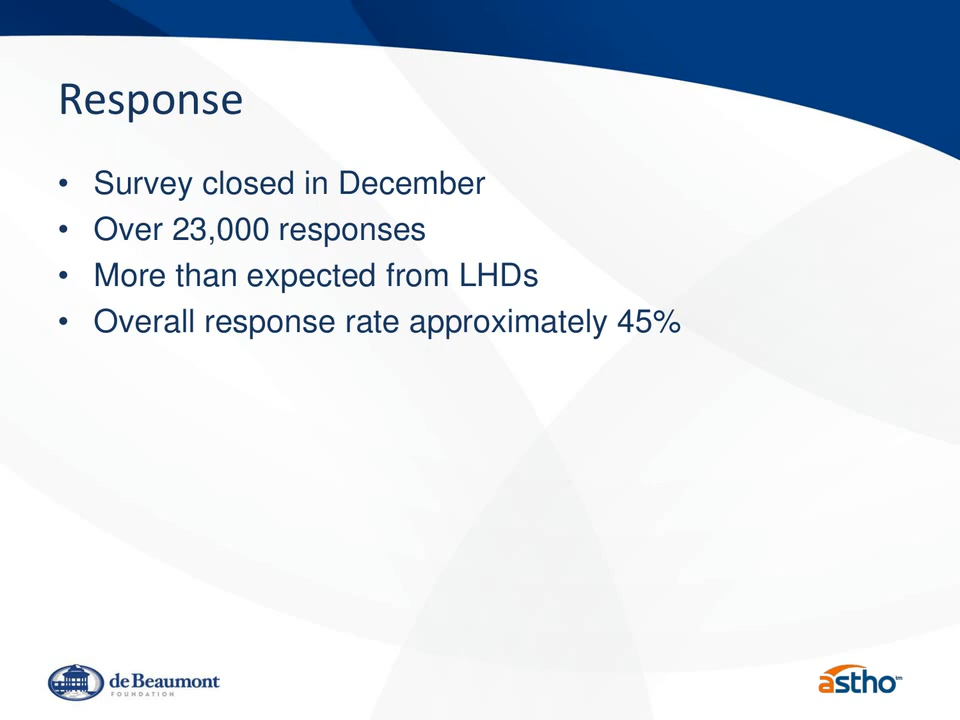 Response
• Survey closed in December
• Over 23,000 responses
• More than expected from LHDs
• Overall response rate approximately 45%
de Beaumont
FOUNDATION
astho™